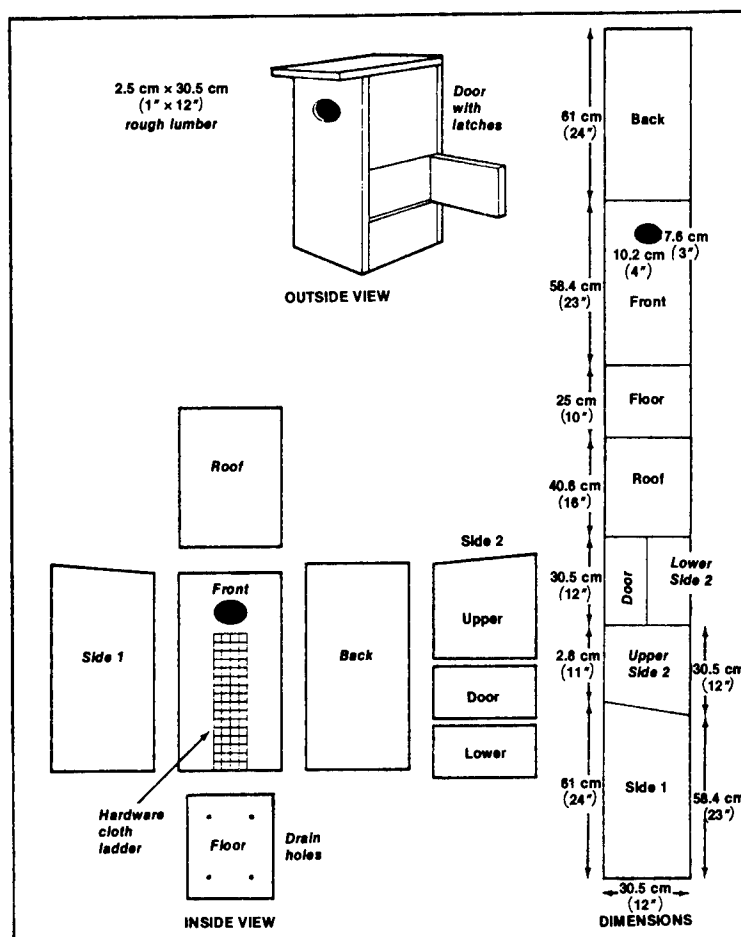 2.5 cm × 30.5 cm
(1″ × 12″)
rough lumber
Door
with
latches
OUTSIDE VIEW
Roof
Side 1
Front
Back
Side 2
Upper
Door
Lower
Hardware
cloth
ladder
Floor
Drain
holes
INSIDE VIEW
61 cm
(24″)
Back
7.6 cm
(3″)
10.2 cm
(4″)
58.4 cm
(23″)
Front
25 cm
(10″)
Floor
40.6 cm
(16″)
Roof
30.5 cm
(12″)
Door
Lower
Side 2
2.8 cm
(11″)
Upper
Side 2
30.5 cm
(12″)
61 cm
(24″)
Side 1
58.4 cm
(23″)
30.5 cm
(12″)
DIMENSIONS